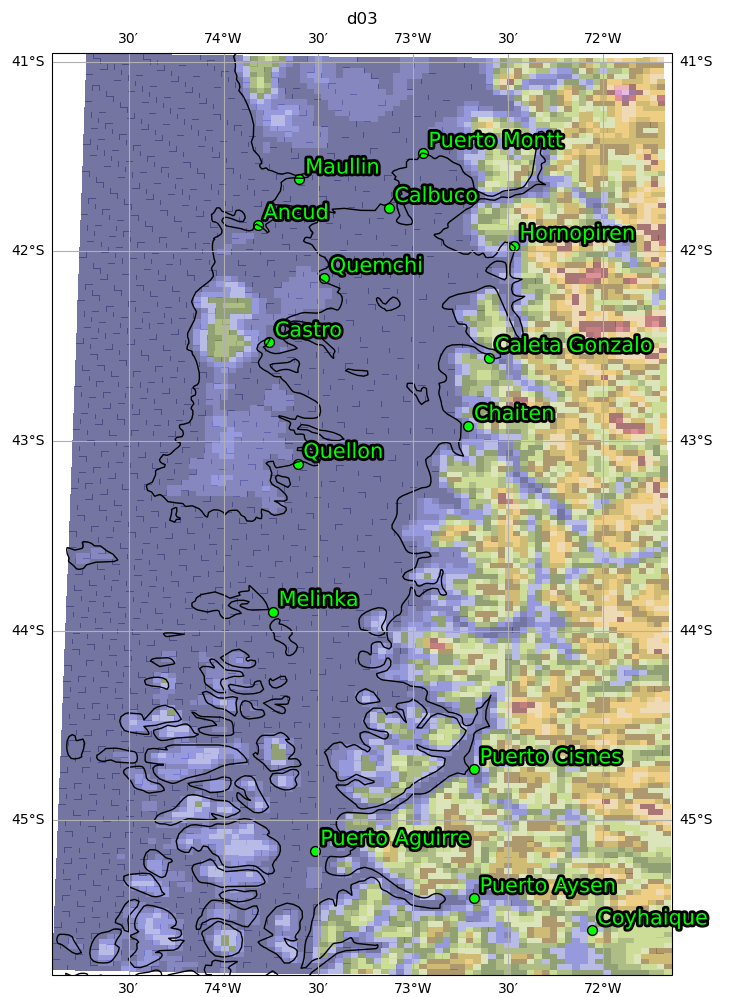 d03
30′ 74°W 30′ 73°W 30′ 72°W
41°S 41°S
Puerto Montt
Maullin
Calbuco
Ancud
Hornopiren
42°S 42°S
Quemchi
Castro
Caleta Gonzalo
Chaiten
43°S 43°S
Quellon
Melinka
44°S 44°S
Puerto Cisnes
45°S 45°S
Puerto Aguirre
Puerto Aysen
Coyhaique
30′ 74°W 30′ 73°W 30′ 72°W